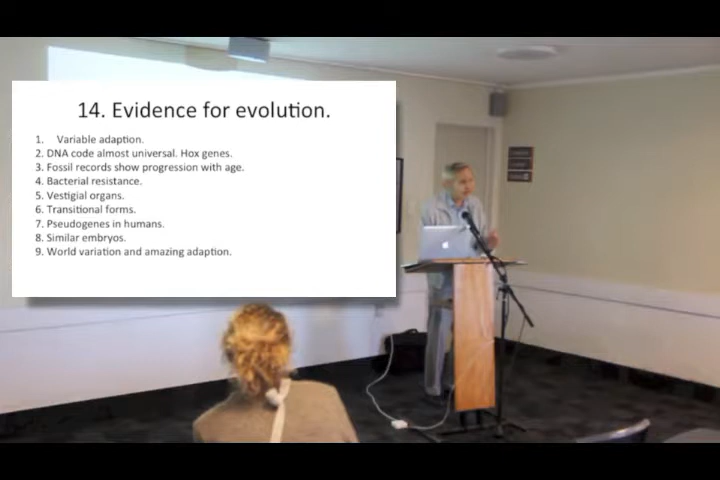 14. Evidence for evolution.
1. Variable adaption.
2. DNA code almost universal. Hox genes.
3. Fossil records show progression with age.
4. Bacterial resistance.
5. Vestigial organs.
6. Transitional forms.
7. Pseudogenes in humans.
8. Similar embryos.
9. World variation and amazing adaption.